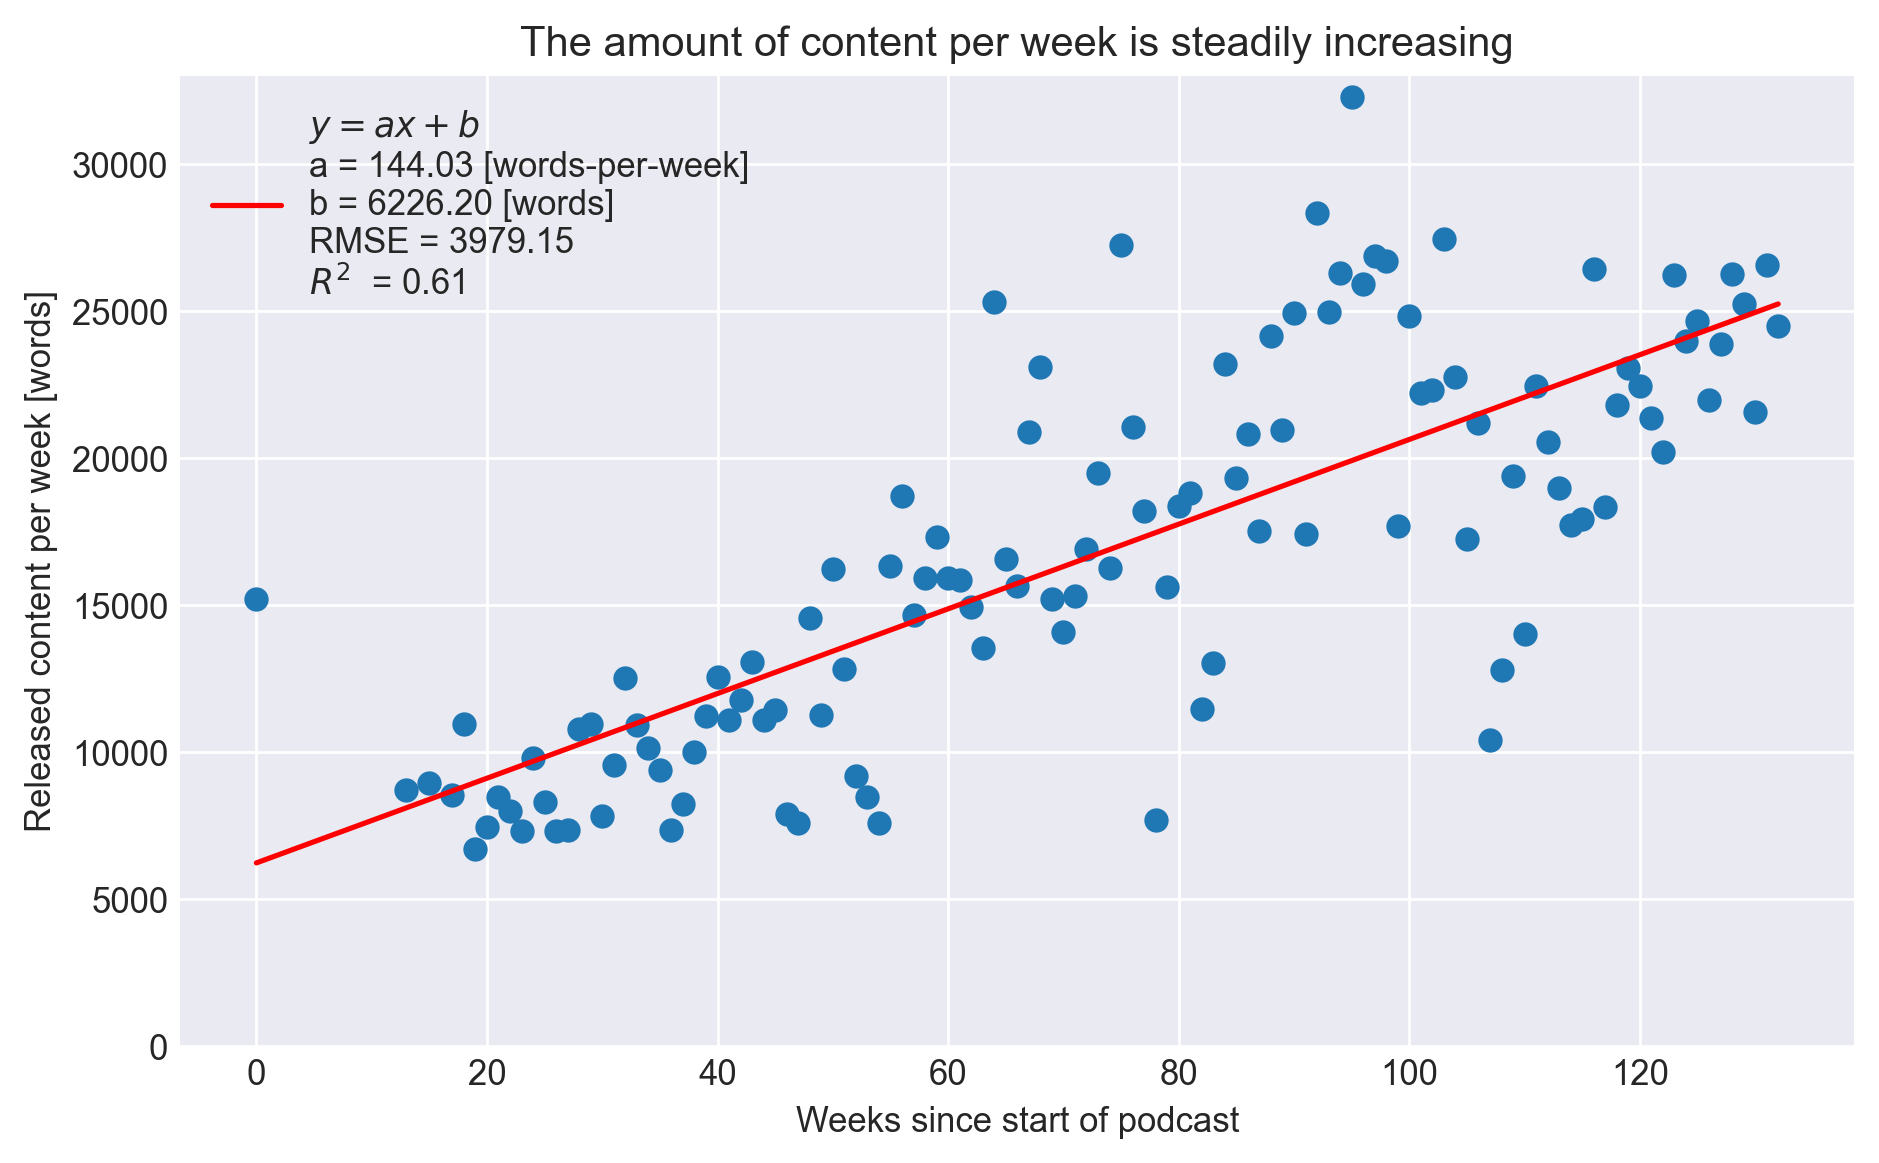 The amount of content per week is steadily increasing
y = ax + b
a = 144.03 [words-per-week]
b = 6226.20 [words]
RMSE = 3979.15
R² = 0.61
Released content per week [words]
30000
25000
20000
15000
10000
5000
0
0 20 40 60 80 100 120
Weeks since start of podcast